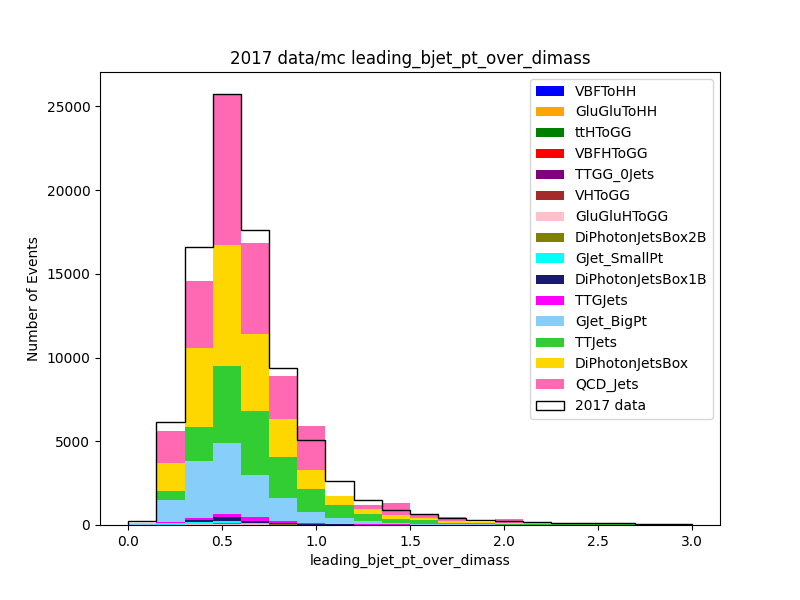 2017 data/mc leading_bjet_pt_over_dimass
Number of Events
25000
20000
15000
10000
5000
0
0.0
0.5
1.0
1.5
2.0
2.5
3.0
leading_bjet_pt_over_dimass
VBFToHH
GluGluToHH
ttHToGG
VBFHToGG
TTGG_0Jets
VHToGG
GluGluHToGG
DiPhotonJetsBox2B
GJet_SmallPt
DiPhotonJetsBox1B
TTGJets
GJet_BigPt
TTJets
DiPhotonJetsBox
QCD_Jets
2017 data